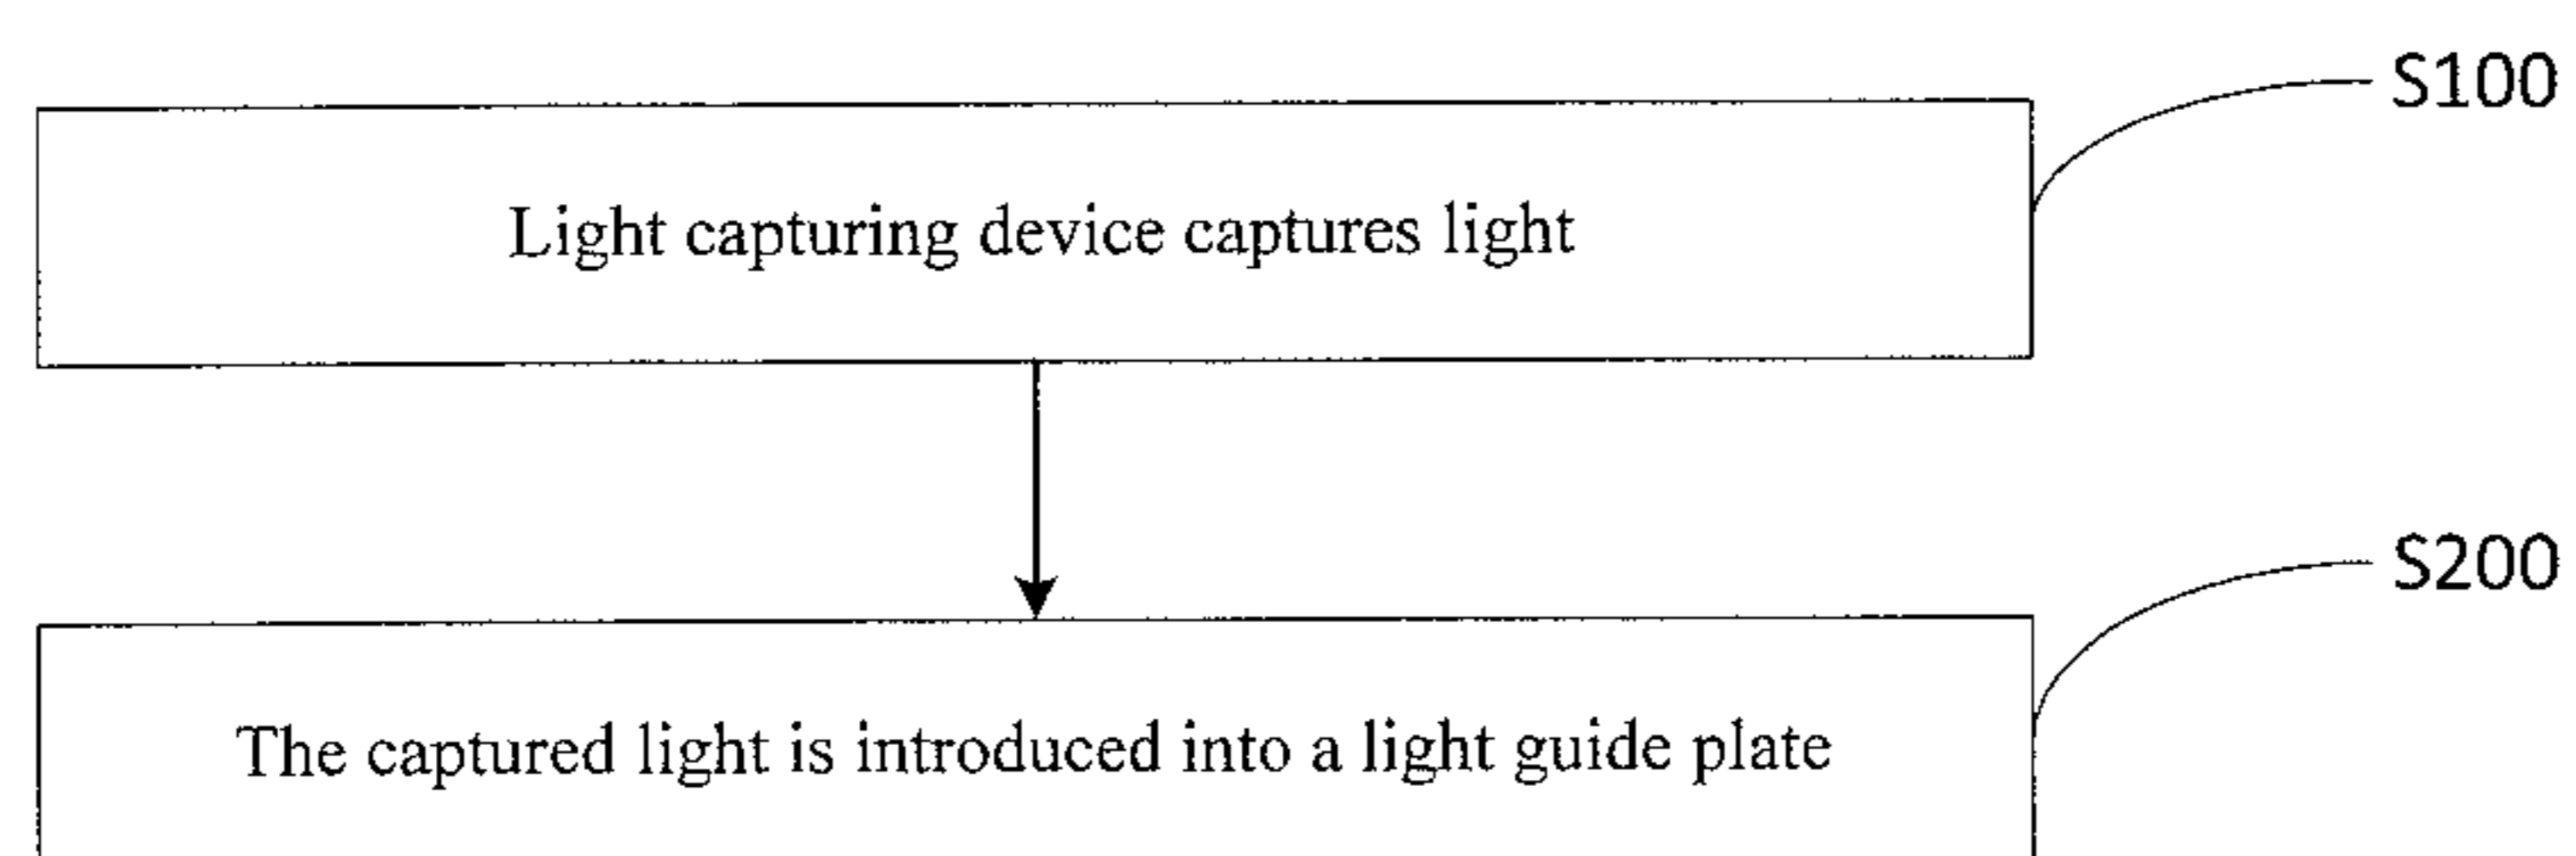 S100
Light capturing device captures light
S200
The captured light is introduced into a light guide plate